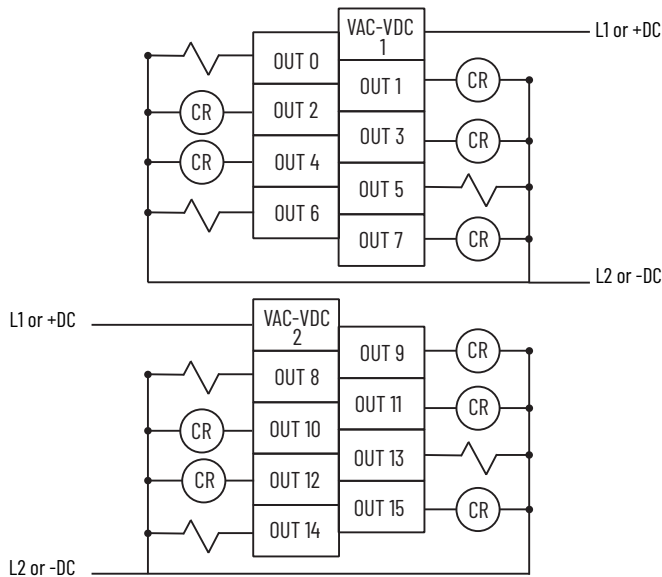 VAC-VDC
1
L1 or +DC
OUT 0
OUT 1
CR
CR
OUT 2
OUT 3
CR
CR
OUT 4
OUT 5
OUT 6
OUT 7
CR
L2 or -DC
L1 or +DC
VAC-VDC
2
OUT 9
CR
OUT 8
OUT 11
CR
CR
OUT 10
OUT 13
CR
OUT 12
OUT 15
CR
OUT 14
L2 or -DC